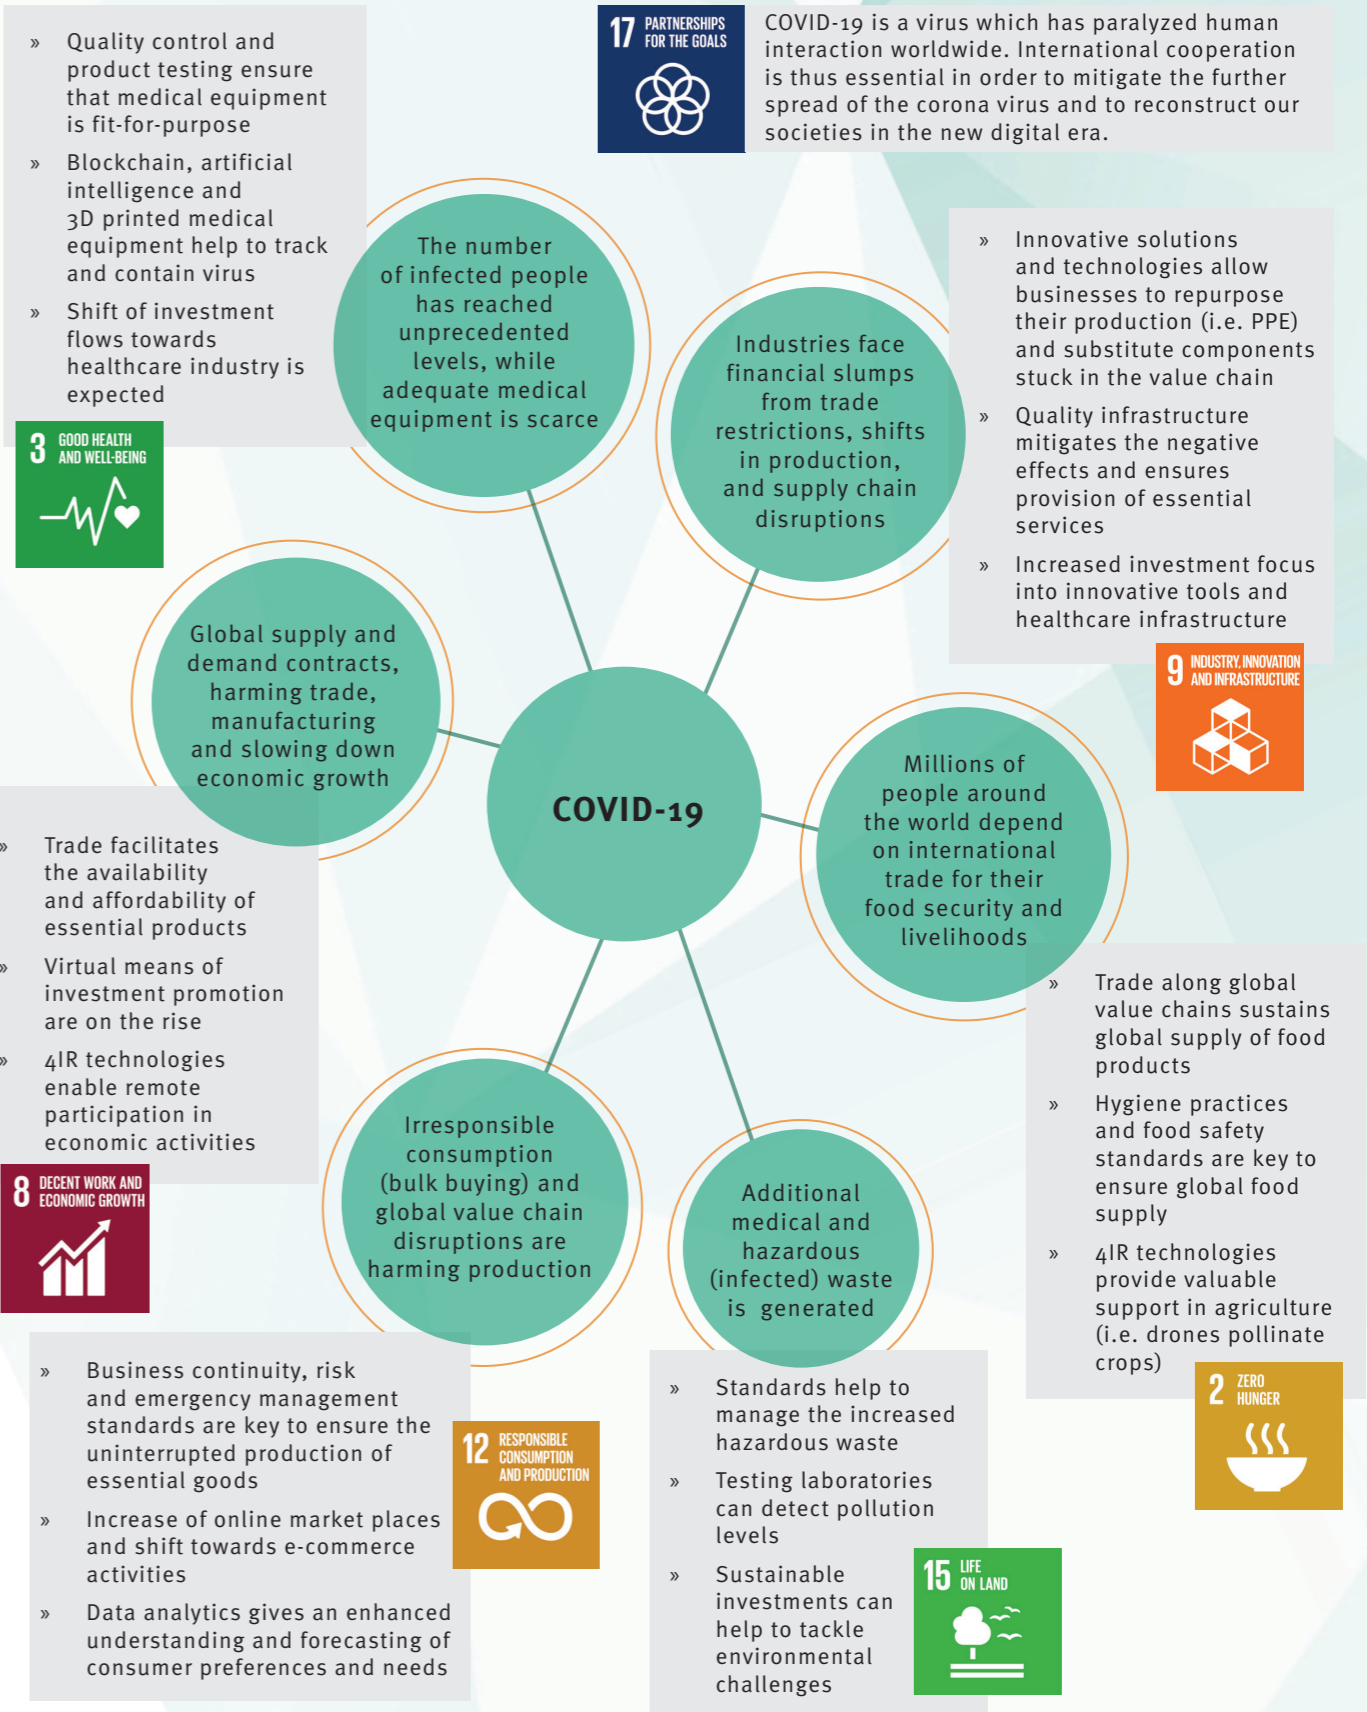 » Quality control and
product testing ensure
that medical equipment
is fit-for-purpose
» Blockchain, artificial
intelligence and
3D printed medical
equipment help to track
and contain virus
» Shift of investment
flows towards
healthcare industry is
expected
3 GOOD HEALTH
AND WELL-BEING
17 PARTNERSHIPS
FOR THE GOALS
COVID-19 is a virus which has paralyzed human
interaction worldwide. International cooperation
is thus essential in order to mitigate the further
spread of the corona virus and to reconstruct our
societies in the new digital era.
The number
of infected people
has reached
unprecedented
levels, while
adequate medical
equipment is scarce
Industries face
financial slumps
from trade
restrictions, shifts
in production,
and supply chain
disruptions
» Innovative solutions
and technologies allow
businesses to repurpose
their production (i.e. PPE)
and substitute components
stuck in the value chain
» Quality infrastructure
mitigates the negative
effects and ensures
provision of essential
services
» Increased investment focus
into innovative tools and
healthcare infrastructure
9 INDUSTRY, INNOVATION
AND INFRASTRUCTURE
Global supply and
demand contracts,
harming trade,
manufacturing
and slowing down
economic growth
COVID-19
Millions of
people around
the world depend
on international
trade for their
food security and
livelihoods
» Trade facilitates
the availability
and affordability of
essential products
» Virtual means of
investment promotion
are on the rise
» 4IR technologies
enable remote
participation in
economic activities
8 DECENT WORK AND
ECONOMIC GROWTH
» Trade along global
value chains sustains
global supply of food
products
» Hygiene practices
and food safety
standards are key to
ensure global food
supply
» 4IR technologies
provide valuable
support in agriculture
(i.e. drones pollinate
crops)
2 ZERO
HUNGER
Irresponsible
consumption
(bulk buying) and
global value chain
disruptions are
harming production
Additional
medical and
hazardous
(infected) waste
is generated
» Business continuity, risk
and emergency management
standards are key to ensure the
uninterrupted production of
essential goods
» Increase of online market places
and shift towards e-commerce
activities
» Data analytics gives an enhanced
understanding and forecasting of
consumer preferences and needs
12 RESPONSIBLE
CONSUMPTION
AND PRODUCTION
» Standards help to
manage the increased
hazardous waste
» Testing laboratories
can detect pollution
levels
» Sustainable
investments can
help to tackle
environmental
challenges
15 LIFE
ON LAND